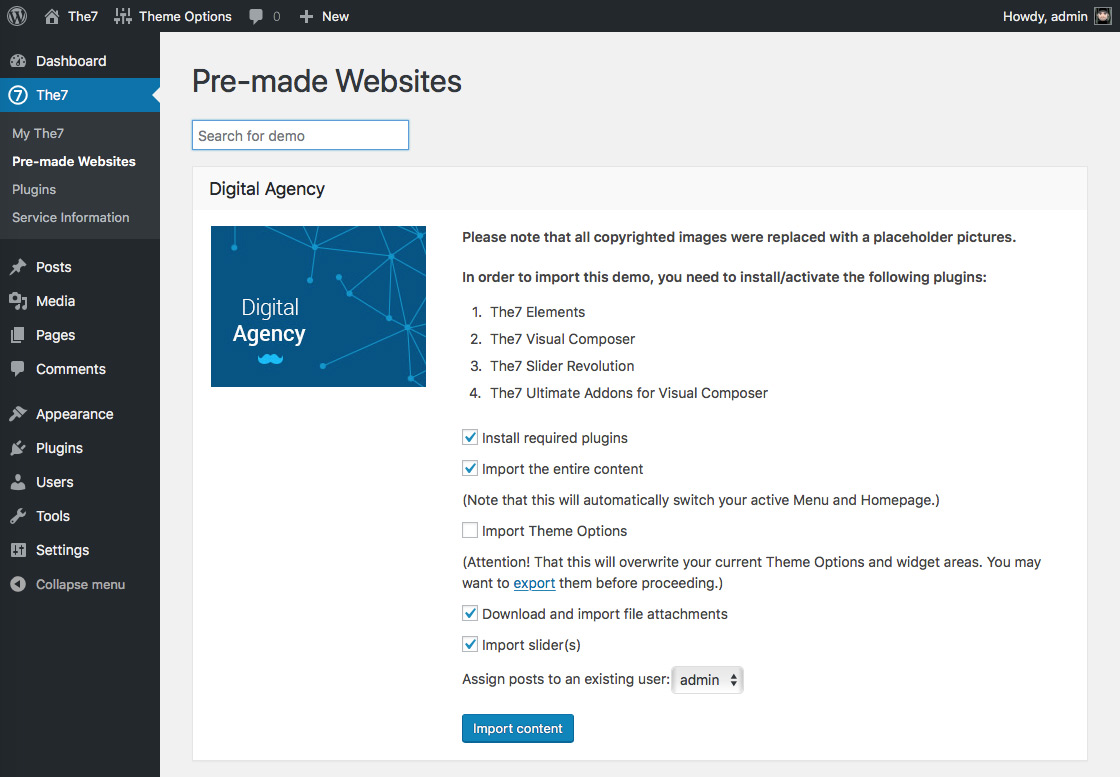 The7 Theme Options 0 New Howdy, admin
Dashboard
7 The7
My The7
Pre-made Websites
Plugins
Service Information
Posts
Media
Pages
Comments
Appearance
Plugins
Users
Tools
Settings
Collapse menu
Pre-made Websites
Search for demo
Digital Agency
Digital
Agency
Please note that all copyrighted images were replaced with a placeholder pictures.
In order to import this demo, you need to install/activate the following plugins:
1. The7 Elements
2. The7 Visual Composer
3. The7 Slider Revolution
4. The7 Ultimate Addons for Visual Composer
Install required plugins
Import the entire content
(Note that this will automatically switch your active Menu and Homepage.)
Import Theme Options
(Attention! That this will overwrite your current Theme Options and widget areas. You may
want to export them before proceeding.)
Download and import file attachments
Import slider(s)
Assign posts to an existing user: admin
Import content